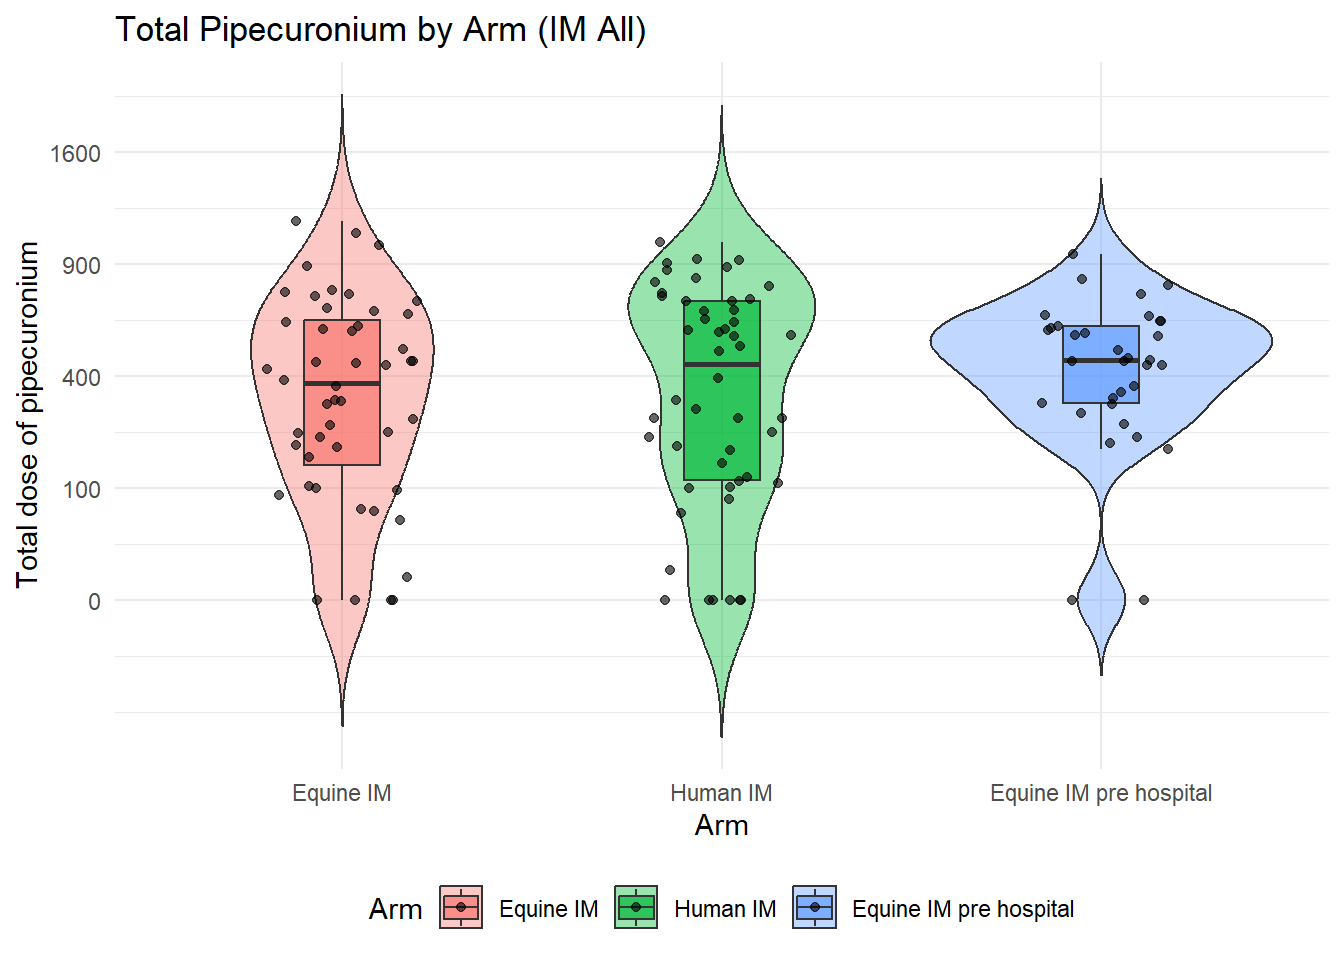 Total Pipecuronium by Arm (IM All)
Total dose of pipecuronium
1600
900
400
100
0
Equine IM
Human IM
Equine IM pre hospital
Arm
Arm
Equine IM
Human IM
Equine IM pre hospital